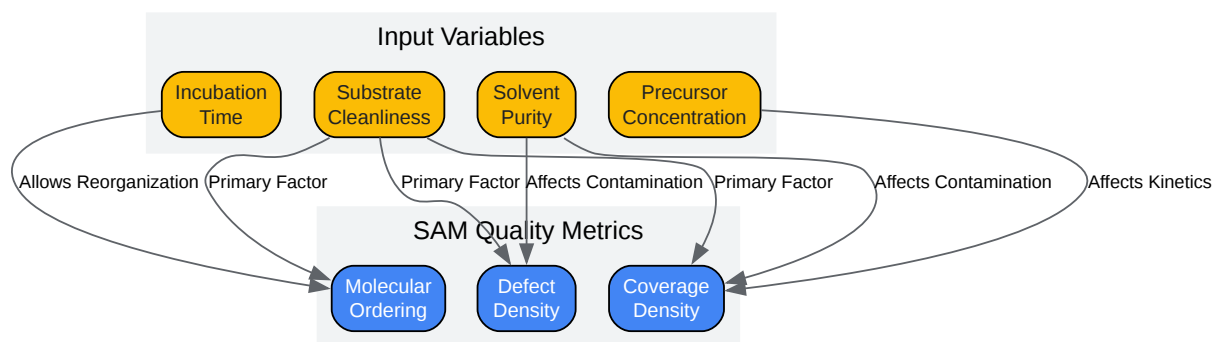 Input Variables
Incubation
Time
Substrate
Cleanliness
Solvent
Purity
Precursor
Concentration
Allows Reorganization
Primary Factor
Primary Factor
Affects Contamination
Primary Factor
Affects Contamination
Affects Kinetics
SAM Quality Metrics
Molecular
Ordering
Defect
Density
Coverage
Density